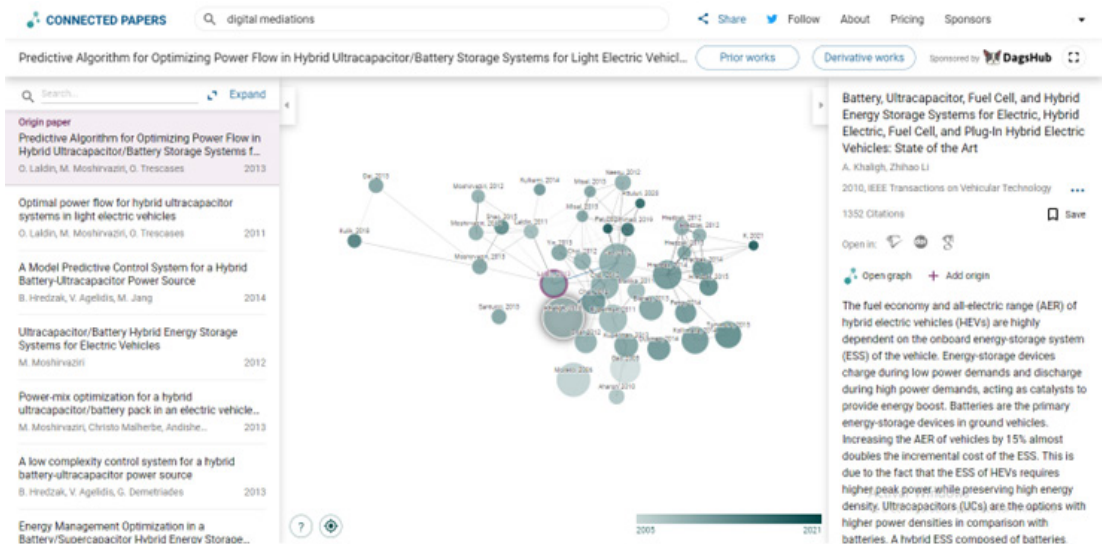 CONNECTED PAPERS
digital mediations
Share
Follow
About
Pricing
Sponsors
Predictive Algorithm for Optimizing Power Flow in Hybrid Ultracapacitor/Battery Storage Systems for Light Electric Vehicl...
Prior works
Derivative works
Sponsored by DagsHub
Search...
Expand
Origin paper
Predictive Algorithm for Optimizing Power Flow in
Hybrid Ultracapacitor/Battery Storage Systems f...
O. Laldin, M. Moshirvaziri, O. Trescases 2013
Optimal power flow for hybrid ultracapacitor
systems in light electric vehicles
O. Laldin, M. Moshirvaziri, O. Trescases 2011
A Model Predictive Control System for a Hybrid
Battery-Ultracapacitor Power Source
B. Hredzak, V. Agelidis, M. Jang 2014
Ultracapacitor/Battery Hybrid Energy Storage
Systems for Electric Vehicles
M. Moshirvaziri 2012
Power-mix optimization for a hybrid
ultracapacitor/battery pack in an electric vehicle...
M. Moshirvaziri, Christo Malherbe, Andishe... 2013
A low complexity control system for a hybrid
battery-ultracapacitor power source
B. Hredzak, V. Agelidis, G. Demetriades 2013
Energy Management Optimization in a
Battery/Supercapacitor Hybrid Energy Storage...
Dai, 2013
Moshirvaziri, 2012
Kulkarni, 2014
Mital, 2015
Laldin, 2011
Moshirvaziri, 2013
2005
2021
?
Battery, Ultracapacitor, Fuel Cell, and Hybrid
Energy Storage Systems for Electric, Hybrid
Electric, Fuel Cell, and Plug-In Hybrid Electric
Vehicles: State of the Art
A. Khaligh, Zhihao Li
2010, IEEE Transactions on Vehicular Technology
1352 Citations
Save
Open in:
Open graph
Add origin
The fuel economy and all-electric range (AER) of
hybrid electric vehicles (HEVs) are highly
dependent on the onboard energy-storage system
(ESS) of the vehicle. Energy-storage devices
charge during low power demands and discharge
during high power demands, acting as catalysts to
provide energy boost. Batteries are the primary
energy-storage devices in ground vehicles.
Increasing the AER of vehicles by 15% almost
doubles the incremental cost of the ESS. This is
due to the fact that the ESS of HEVs requires
higher peak power while preserving high energy
density. Ultracapacitors (UCs) are the options with
higher power densities in comparison with
batteries. A hybrid ESS composed of batteries,